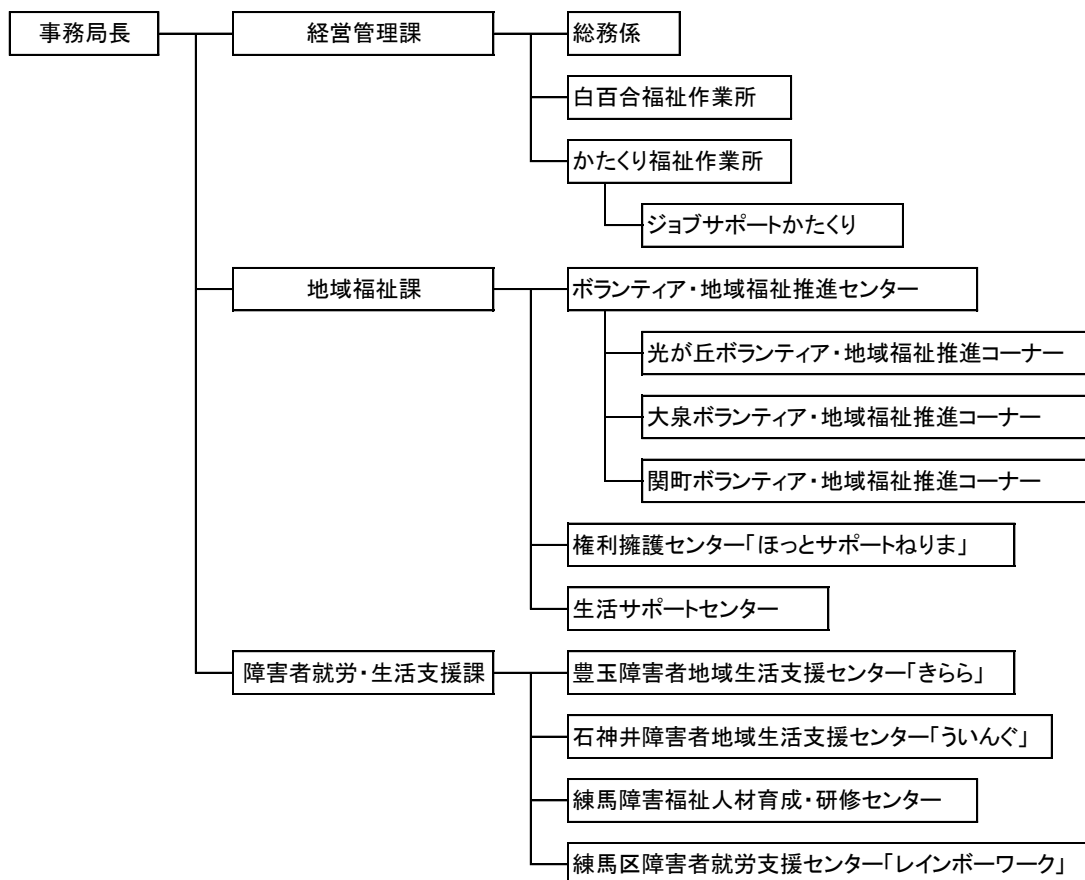 事務局長
経営管理課
総務係
白百合福祉作業所
かたくり福祉作業所
ジョブサポートかたくり
地域福祉課
ボランティア・地域福祉推進センター
光が丘ボランティア・地域福祉推進コーナー
大泉ボランティア・地域福祉推進コーナー
関町ボランティア・地域福祉推進コーナー
権利擁護センター「ほっとサポートねりま」
生活サポートセンター
障害者就労・生活支援課
豊玉障害者地域生活支援センター「きらら」
石神井障害者地域生活支援センター「ういんぐ」
練馬障害福祉人材育成・研修センター
練馬区障害者就労支援センター「レインボーワーク」